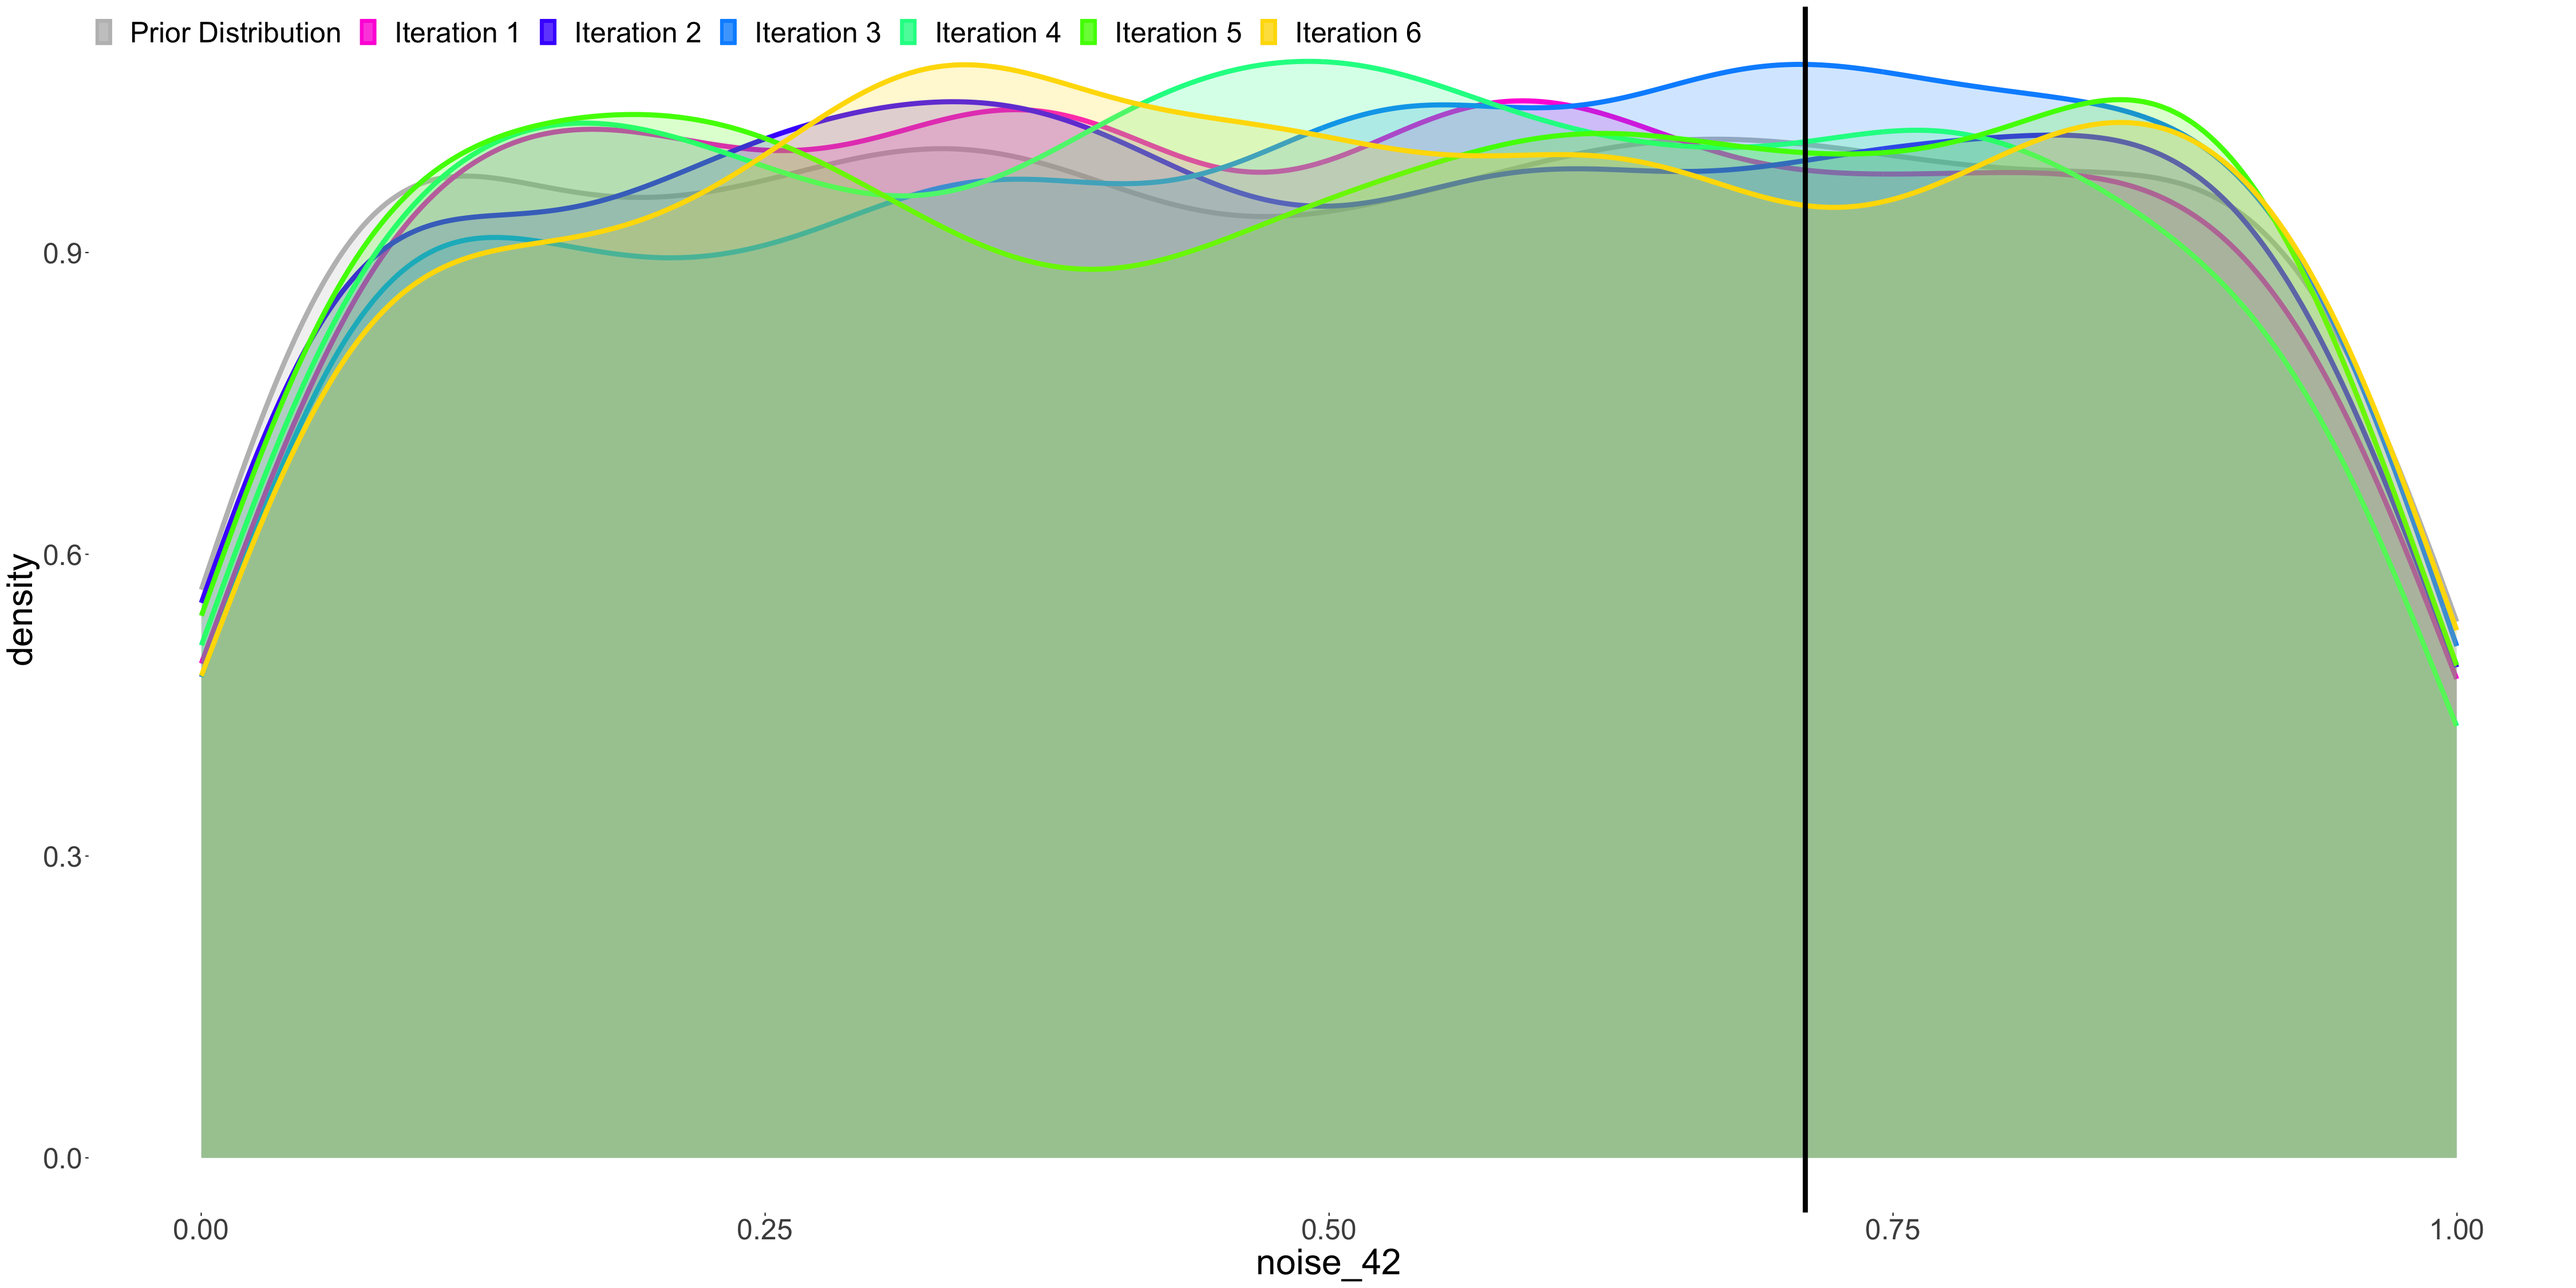 Prior Distribution Iteration 1 Iteration 2 Iteration 3 Iteration 4 Iteration 5 Iteration 6
0.9
0.6
density
0.3
0.0
0.00 0.25 0.50 0.75 1.00
noise_42